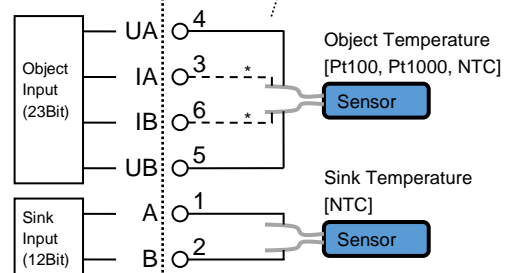 UA 4
Object Temperature
[Pt100, Pt1000, NTC]
Object
Input
(23Bit)
IA 3 *
Sensor
IB 6 *
UB 5
Sink Temperature
[NTC]
A 1
Sink
Input
(12Bit)
Sensor
B 2